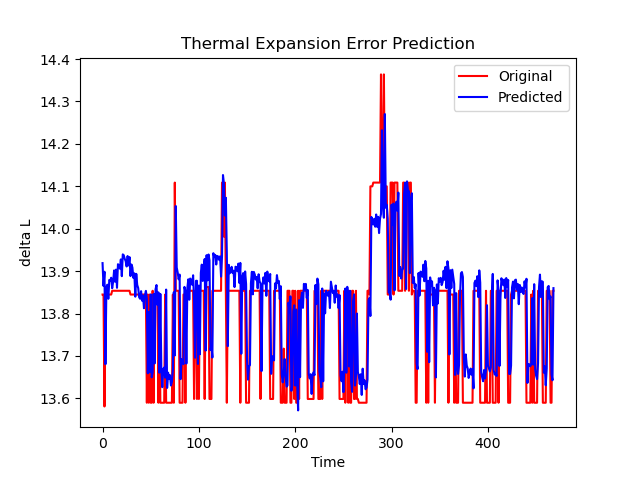 Thermal Expansion Error Prediction
14.4
14.3
14.2
14.1
14.0
13.9
13.8
13.7
13.6
delta L
Original
Predicted
0
100
200
300
400
Time